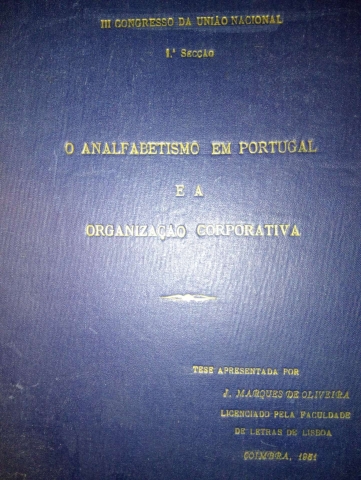 III CONGRESSO DA UNIÃO NACIONAL
1.ª SECÇÃO
O ANALFABETISMO EM PORTUGAL
E A
ORGANIZAÇÃO CORPORATIVA
TESE APRESENTADA POR
J. MARQUES DE OLIVEIRA
LICENCIADO PELA FACULDADE
DE LETRAS DE LISBOA
COIMBRA, 1951